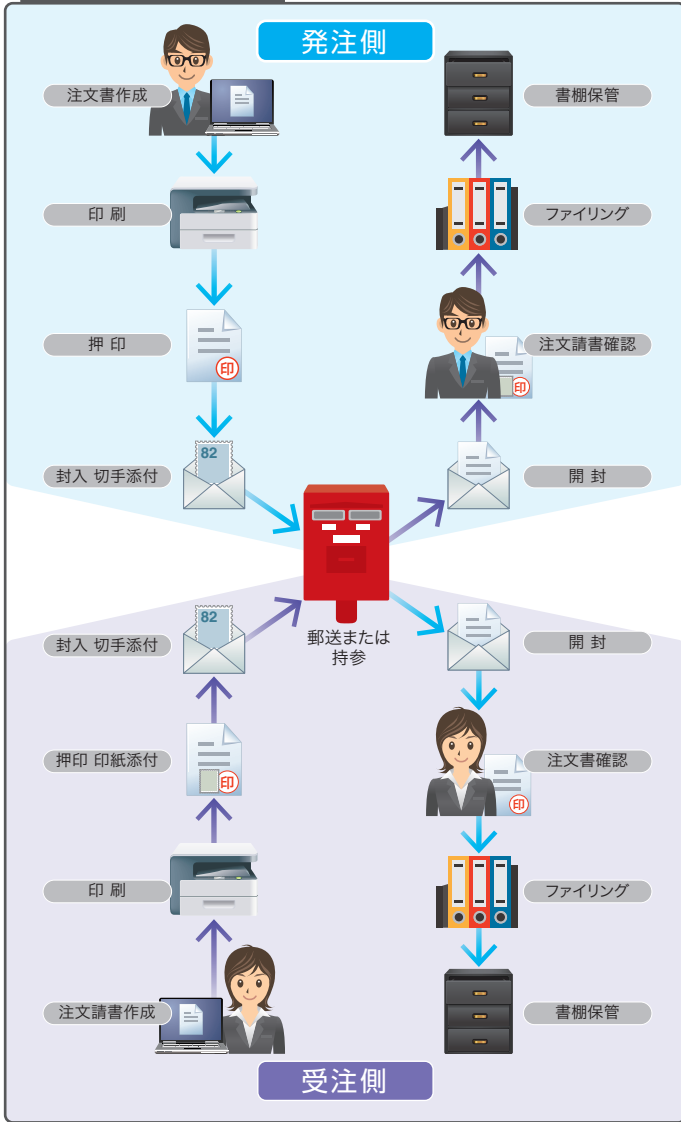 発注側
注文書作成
印 刷
押 印
印
封入 切手添付
82
書棚保管
ファイリング
注文請書確認
印
開 封
郵送または
持参
封入 切手添付
82
押印 印紙添付
印
印 刷
注文請書作成
開 封
注文書確認
印
ファイリング
書棚保管
受注側